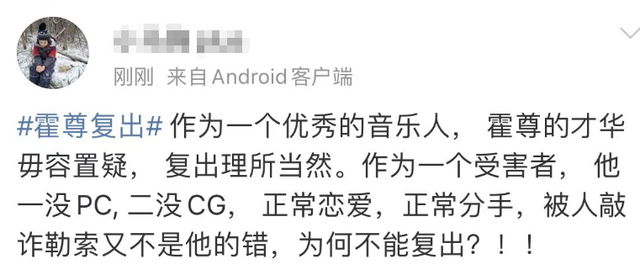 刚刚 来自Android客户端
#霍尊复出# 作为一个优秀的音乐人， 霍尊的才华
毋容置疑， 复出理所当然。作为一个受害者， 他
一没PC, 二没CG， 正常恋爱，正常分手，被人敲
诈勒索又不是他的错，为何不能复出？！！